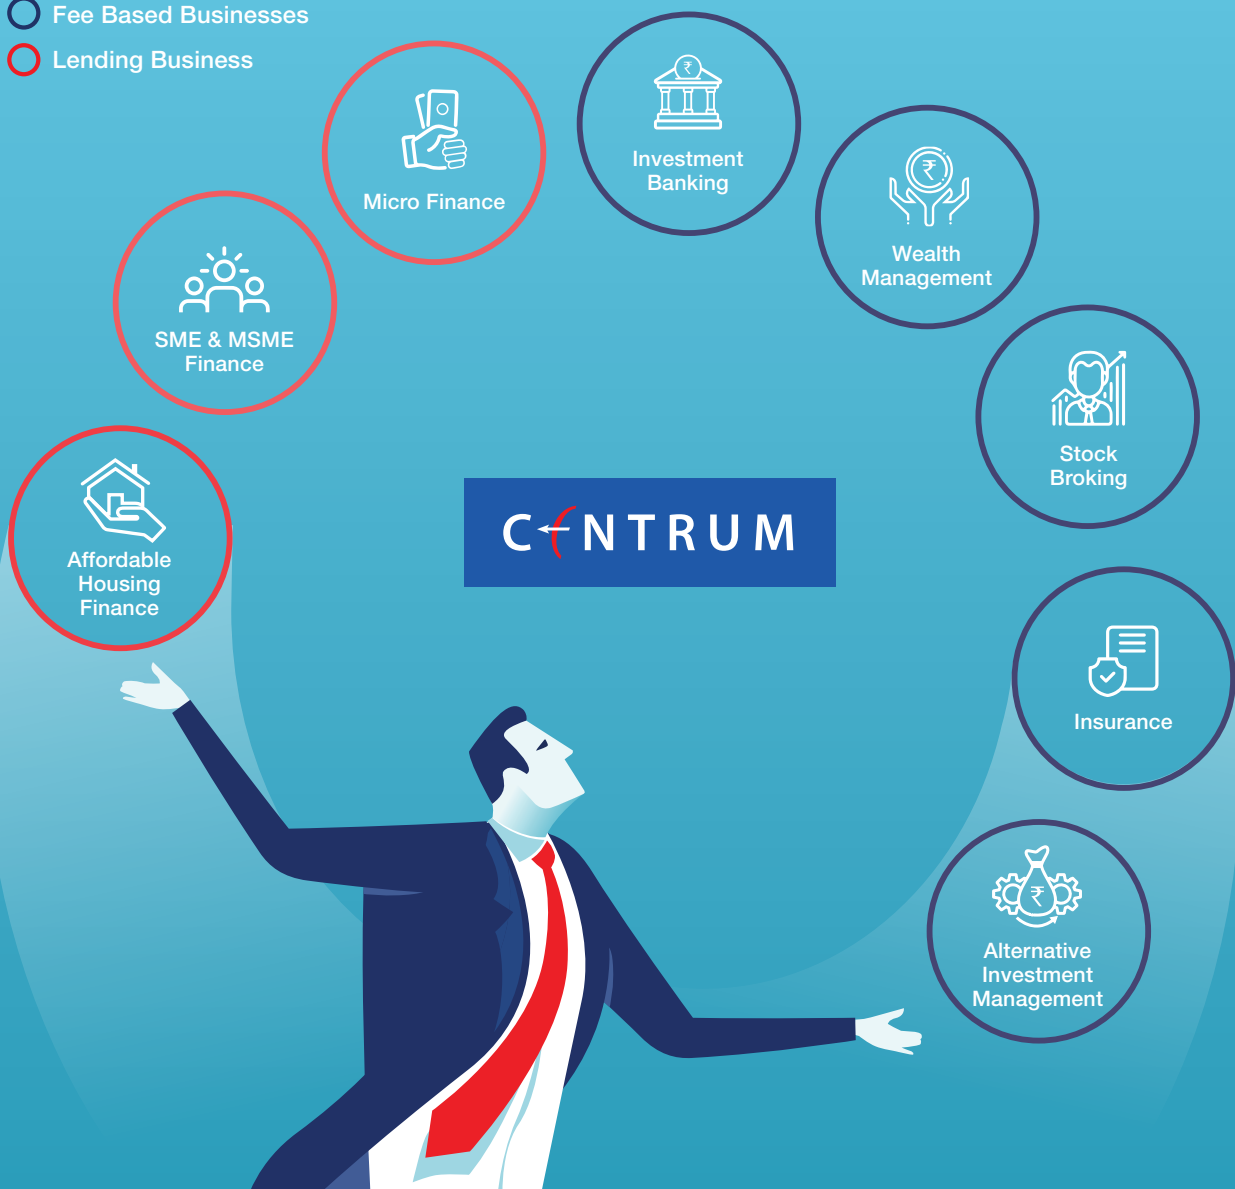 Fee Based Businesses
Lending Business
Micro Finance
Investment
Banking
Wealth
Management
SME & MSME
Finance
Stock
Broking
CENTRUM
Affordable
Housing
Finance
Insurance
Alternative
Investment
Management